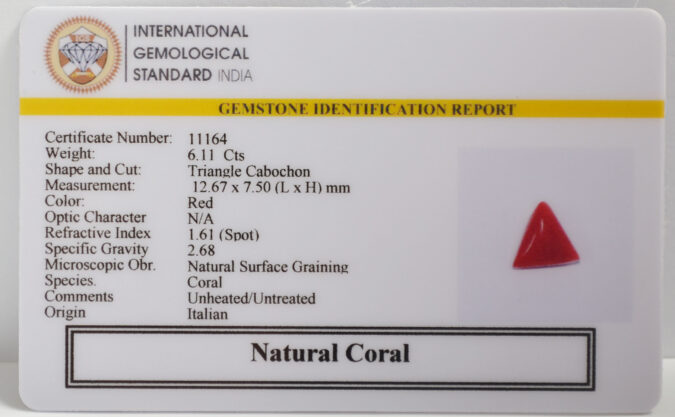 INTERNATIONAL
GEMOLOGICAL
STANDARD INDIA
GEMSTONE IDENTIFICATION REPORT
Certificate Number: 11164
Weight: 6.11 Cts
Shape and Cut: Triangle Cabochon
Measurement: 12.67 x 7.50 (L x H) mm
Color: Red
Optic Character N/A
Refractive Index 1.61 (Spot)
Specific Gravity 2.68
Microscopic Obr. Natural Surface Graining
Species. Coral
Comments Unheated/Untreated
Origin Italian
Natural Coral